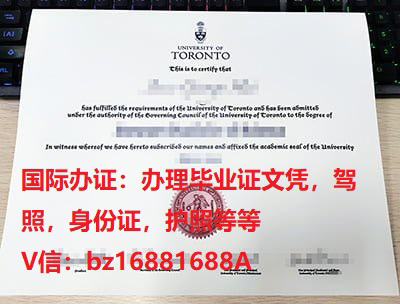 UNIVERSITY OF
TORONTO
This is to certify that
has fulfilled the requirements of the University of Toronto and has been admitted
under the authority of the Governing Council of the University of Toronto to the degree of
In witness whereof we have hereto subscribed our names and affixed the academic seal of the University
国际办证：办理毕业证文凭，驾
照，身份证，护照等等
V信：bz16881688A